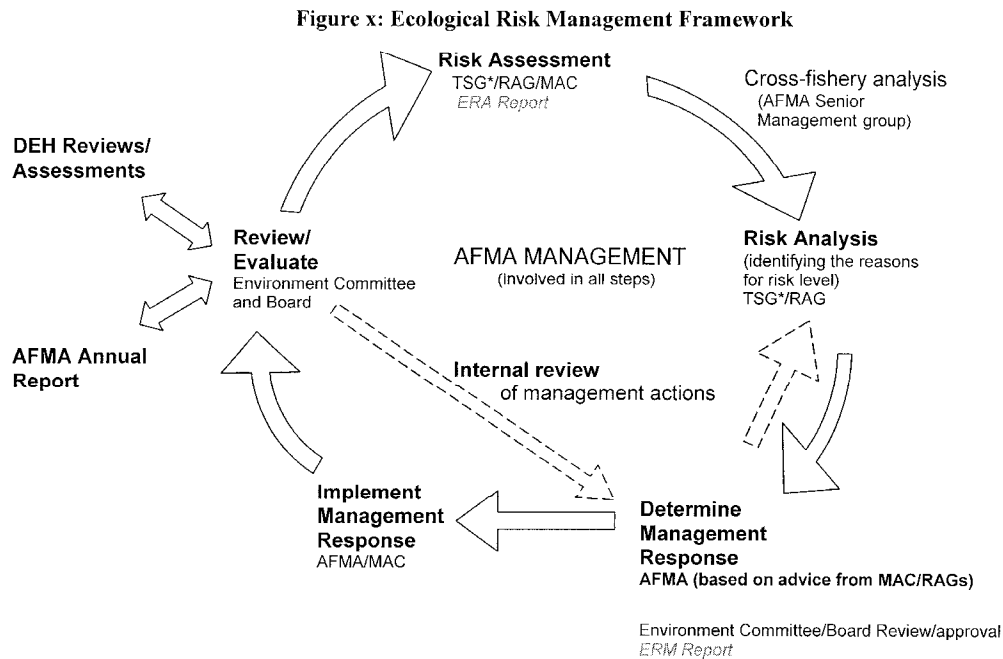 Figure x: Ecological Risk Management Framework
Risk Assessment
TSG*/RAG/MAC
ERA Report
Cross-fishery analysis
(AFMA Senior
Management group)
DEH Reviews/
Assessments
Review/
Evaluate
Environment Committee
and Board
AFMA MANAGEMENT
(involved in all steps)
Risk Analysis
(identifying the reasons
for risk level)
TSG*/RAG
AFMA Annual
Report
Internal review
of management actions
Implement
Management
Response
AFMA/MAC
Determine
Management
Response
AFMA (based on advice from MAC/RAGs)
Environment Committee/Board Review/approval
ERM Report